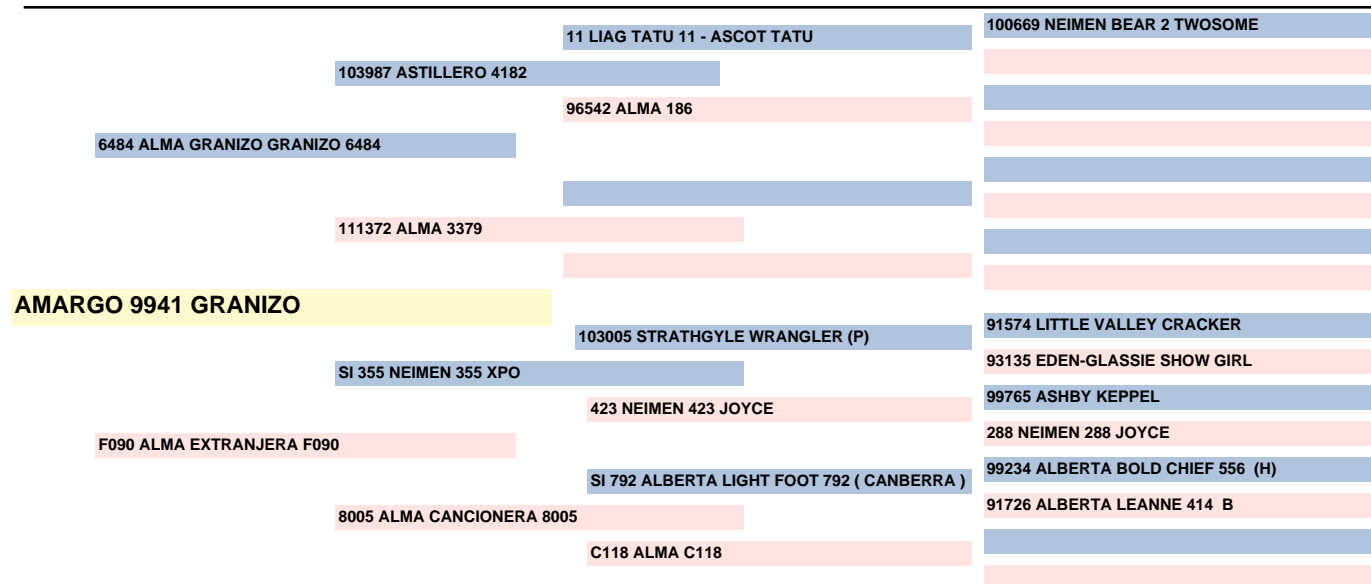 100669 NEIMEN BEAR 2 TWOSOME
11 LIAG TATU 11 - ASCOT TATU
103987 ASTILLERO 4182
96542 ALMA 186
6484 ALMA GRANIZO GRANIZO 6484
111372 ALMA 3379
AMARGO 9941 GRANIZO
91574 LITTLE VALLEY CRACKER
103005 STRATHGYLE WRANGLER (P)
93135 EDEN-GLASSIE SHOW GIRL
SI 355 NEIMEN 355 XPO
99765 ASHBY KEPPEL
423 NEIMEN 423 JOYCE
288 NEIMEN 288 JOYCE
F090 ALMA EXTRANJERA F090
99234 ALBERTA BOLD CHIEF 556 (H)
SI 792 ALBERTA LIGHT FOOT 792 ( CANBERRA )
91726 ALBERTA LEANNE 414 B
8005 ALMA CANCIONERA 8005
C118 ALMA C118